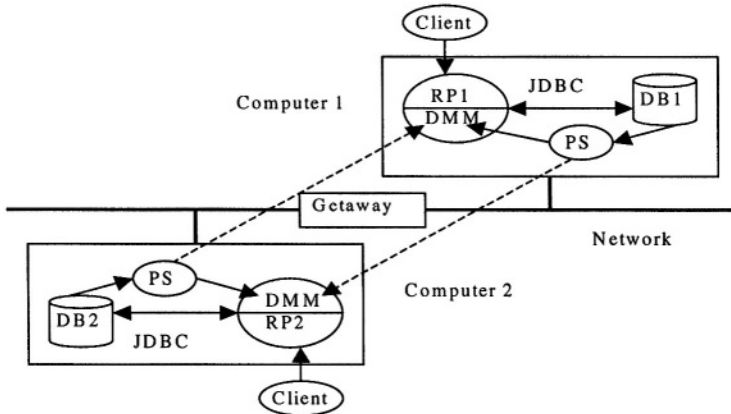 Client
Computer 1
RP1
DMM
JDBC
DB1
PS
Getaway
Network
PS
DB2
JDBC
DMM
RP2
Computer 2
Client